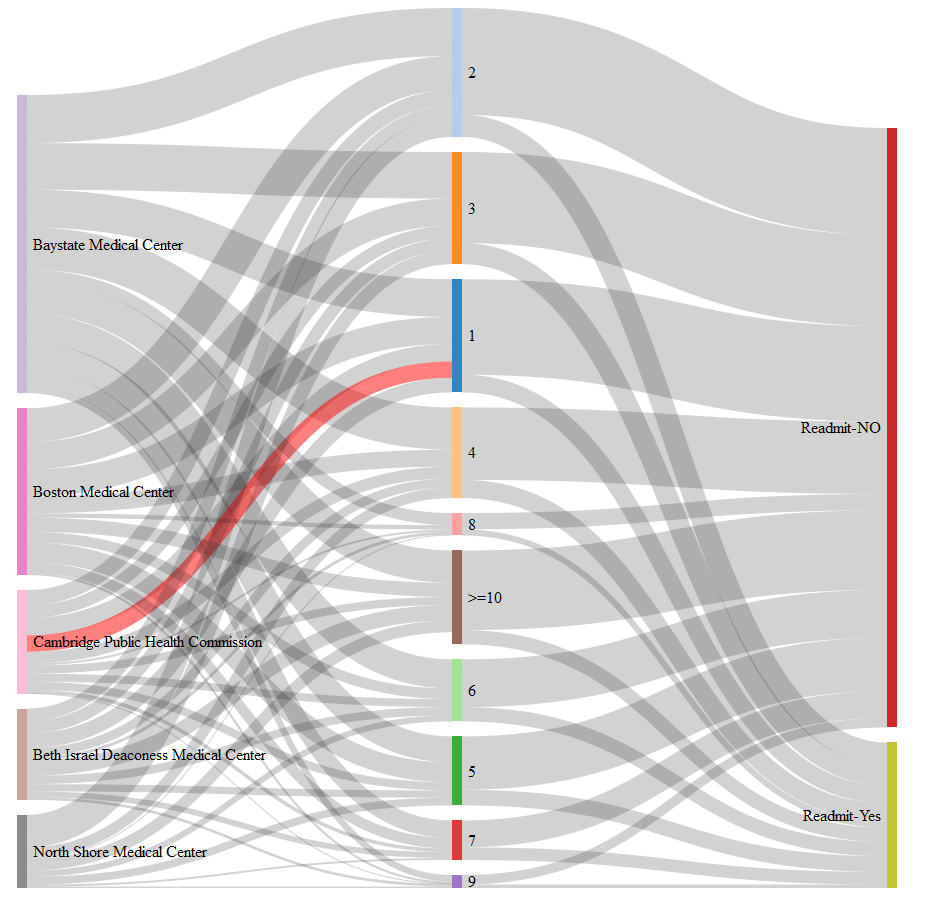 Baystate Medical Center
Boston Medical Center
Cambridge Public Health Commission
Beth Israel Deaconess Medical Center
North Shore Medical Center
2
3
1
4
8
>=10
6
5
7
9
Readmit-NO
Readmit-Yes